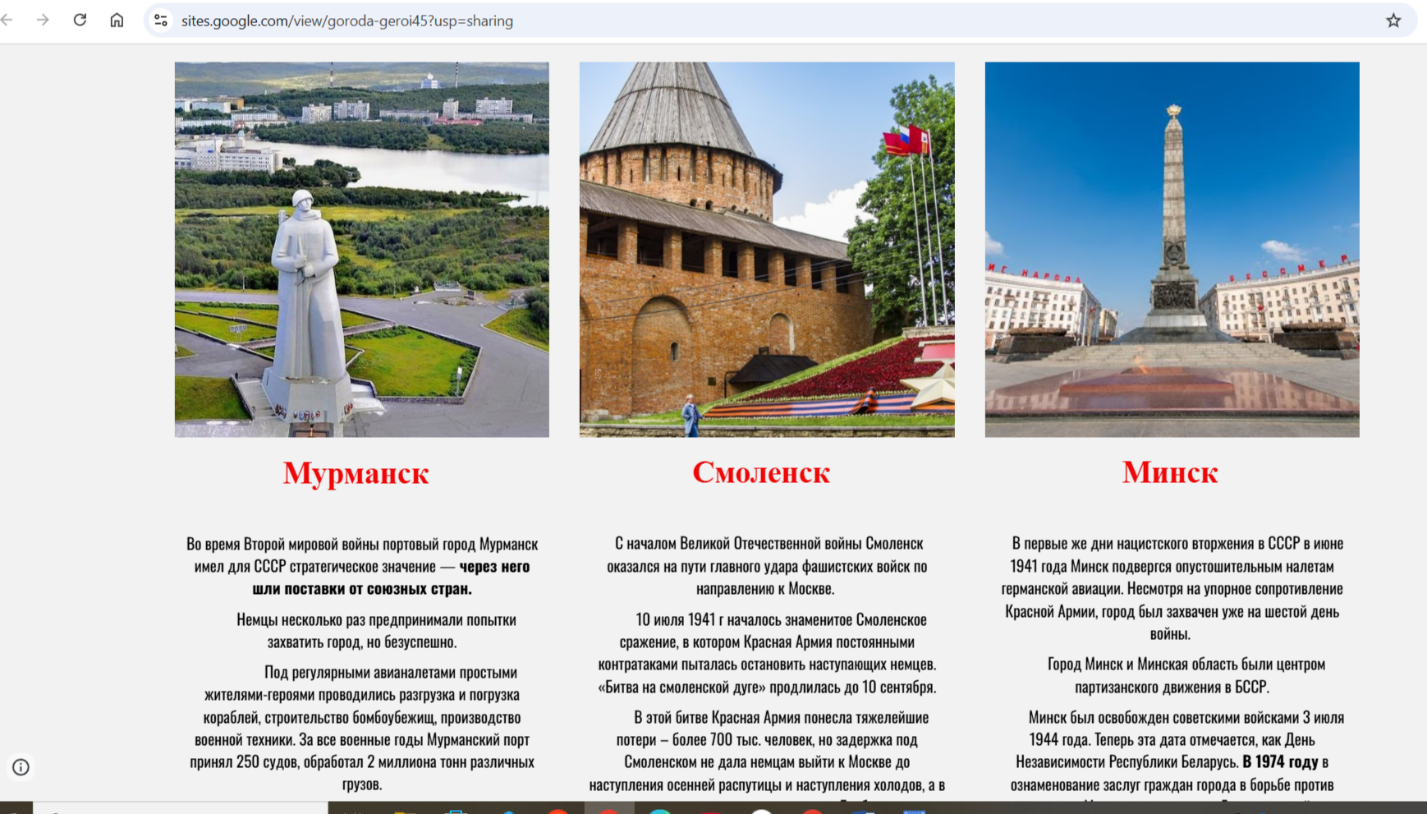 sites.google.com/view/goroda-geroi45?usp=sharing
ИГ НАРОДА
БЕССМЕР
Мурманск
Во время Второй мировой войны портовый город Мурманск
имел для СССР стратегическое значение — через него
шли поставки от союзных стран.
Немцы несколько раз предпринимали попытки
захватить город, но безуспешно.
Под регулярными авианалетами простыми
жителями-героями проводились разгрузка и погрузка
кораблей, строительство бомбоубежищ, производство
военной техники. За все военные годы Мурманский порт
принял 250 судов, обработал 2 миллиона тонн различных
грузов.
Смоленск
С началом Великой Отечественной войны Смоленск
оказался на пути главного удара фашистских войск по
направлению к Москве.
10 июля 1941 г началось знаменитое Смоленское
сражение, в котором Красная Армия постоянными
контратаками пыталась остановить наступающих немцев.
«Битва на смоленской дуге» продлилась до 10 сентября.
В этой битве Красная Армия понесла тяжелейшие
потери – более 700 тыс. человек, но задержка под
Смоленском не дала немцам выйти к Москве до
наступления осенней распутицы и наступления холодов, а в
Минск
В первые же дни нацистского вторжения в СССР в июне
1941 года Минск подвергся опустошительным налетам
германской авиации. Несмотря на упорное сопротивление
Красной Армии, город был захвачен уже на шестой день
войны.
Город Минск и Минская область были центром
партизанского движения в БССР.
Минск был освобожден советскими войсками 3 июля
1944 года. Теперь эта дата отмечается, как День
Независимости Республики Беларусь. В 1974 году в
ознаменование заслуг граждан города в борьбе против